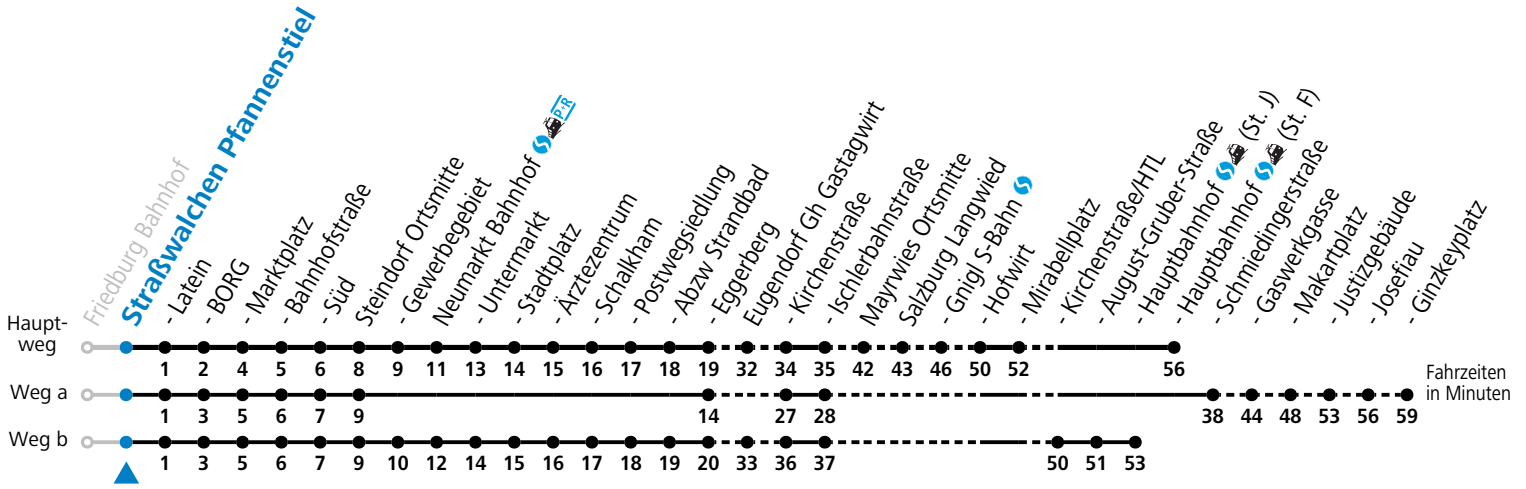 Friedburg Bahnhof
Straßwalchen Pfannenstiel
- Latein
- BORG
- Marktplatz
- Bahnhofstraße
- Süd
Steindorf Ortsmitte
- Gewerbegebiet
Neumarkt Bahnhof P+R
- Untermarkt
- Stadtplatz
- Ärztezentrum
- Schalkham
- Postwegsiedlung
- Abzw Strandbad
- Eggerberg
Eugendorf Gh Gastagwirt
- Kirchenstraße
- Ischlerbahnstraße
Mayrwies Ortsmitte
Salzburg Langwied
- Gnigl S-Bahn
- Hofwirt
- Mirabellplatz
- Kirchenstraße/HTL
- August-Gruber-Straße
- Hauptbahnhof (St. J)
- Hauptbahnhof (St. F)
- Schmiedingerstraße
- Gaswerkgasse
- Makartplatz
- Justizgebäude
- Josefiau
- Ginzkeyplatz
Haupt-
weg
1 2 4 5 6 8 9 11 13 14 15 16 17 18 19 32 34 35 42 43 46 50 52 56
Weg a
1 3 5 6 7 9 14 27 28 38 44 48 53 56 59
Fahrzeiten
in Minuten
Weg b
1 3 5 6 7 9 10 12 14 15 16 17 18 19 20 33 36 37 50 51 53